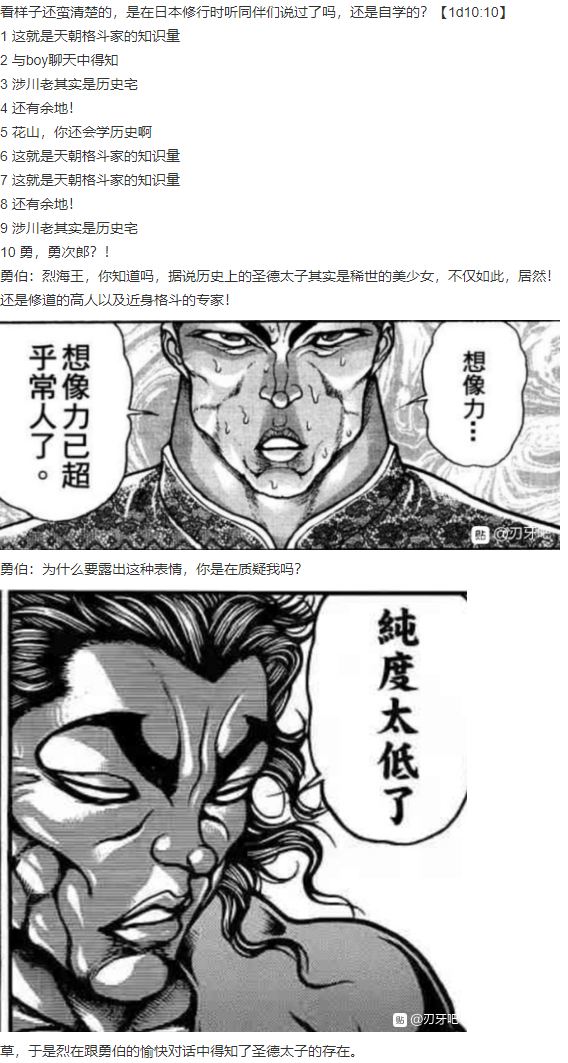 看样子还蛮清楚的，是在日本修行时听同伴们说过了吗，还是自学的？【1d10:10】
1 这就是天朝格斗家的知识量
2 与boy聊天中得知
3 涉川老其实是历史宅
4 还有余地！
5 花山，你还会学历史啊
6 这就是天朝格斗家的知识量
7 这就是天朝格斗家的知识量
8 还有余地！
9 涉川老其实是历史宅
10 勇，勇次郎？！
勇伯：烈海王，你知道吗，据说历史上的圣德太子其实是稀世的美少女，不仅如此，居然！
还是修道的高人以及近身格斗的专家！
想像力…
想像力已超
乎常人了。
貼 @刃牙吧
勇伯：为什么要露出这种表情，你是在质疑我吗？
純度太低了
貼 @刃牙吧
草，于是烈在跟勇伯的愉快对话中得知了圣德太子的存在。